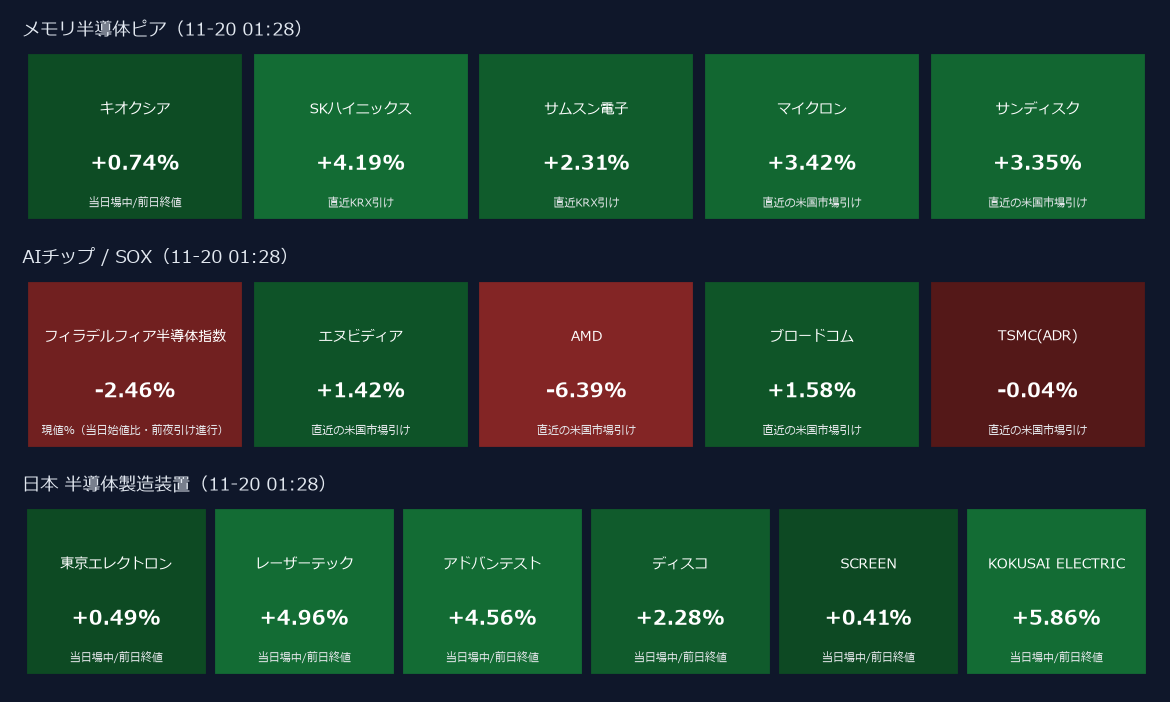 メモリ半導体ピア（11-20 01:28）
キオクシア
+0.74%
当日場中/前日終値
SKハイニックス
+4.19%
直近KRX引け
サムスン電子
+2.31%
直近KRX引け
マイクロン
+3.42%
直近の米国市場引け
サンディスク
+3.35%
直近の米国市場引け
AIチップ / SOX（11-20 01:28）
フィラデルフィア半導体指数
-2.46%
現値%（当日始値比・前夜引け進行）
エヌビディア
+1.42%
直近の米国市場引け
AMD
-6.39%
直近の米国市場引け
ブロードコム
+1.58%
直近の米国市場引け
TSMC(ADR)
-0.04%
直近の米国市場引け
日本 半導体製造装置（11-20 01:28）
東京エレクトロン
+0.49%
当日場中/前日終値
レーザーテック
+4.96%
当日場中/前日終値
アドバンテスト
+4.56%
当日場中/前日終値
ディスコ
+2.28%
当日場中/前日終値
SCREEN
+0.41%
当日場中/前日終値
KOKUSAI ELECTRIC
+5.86%
当日場中/前日終値